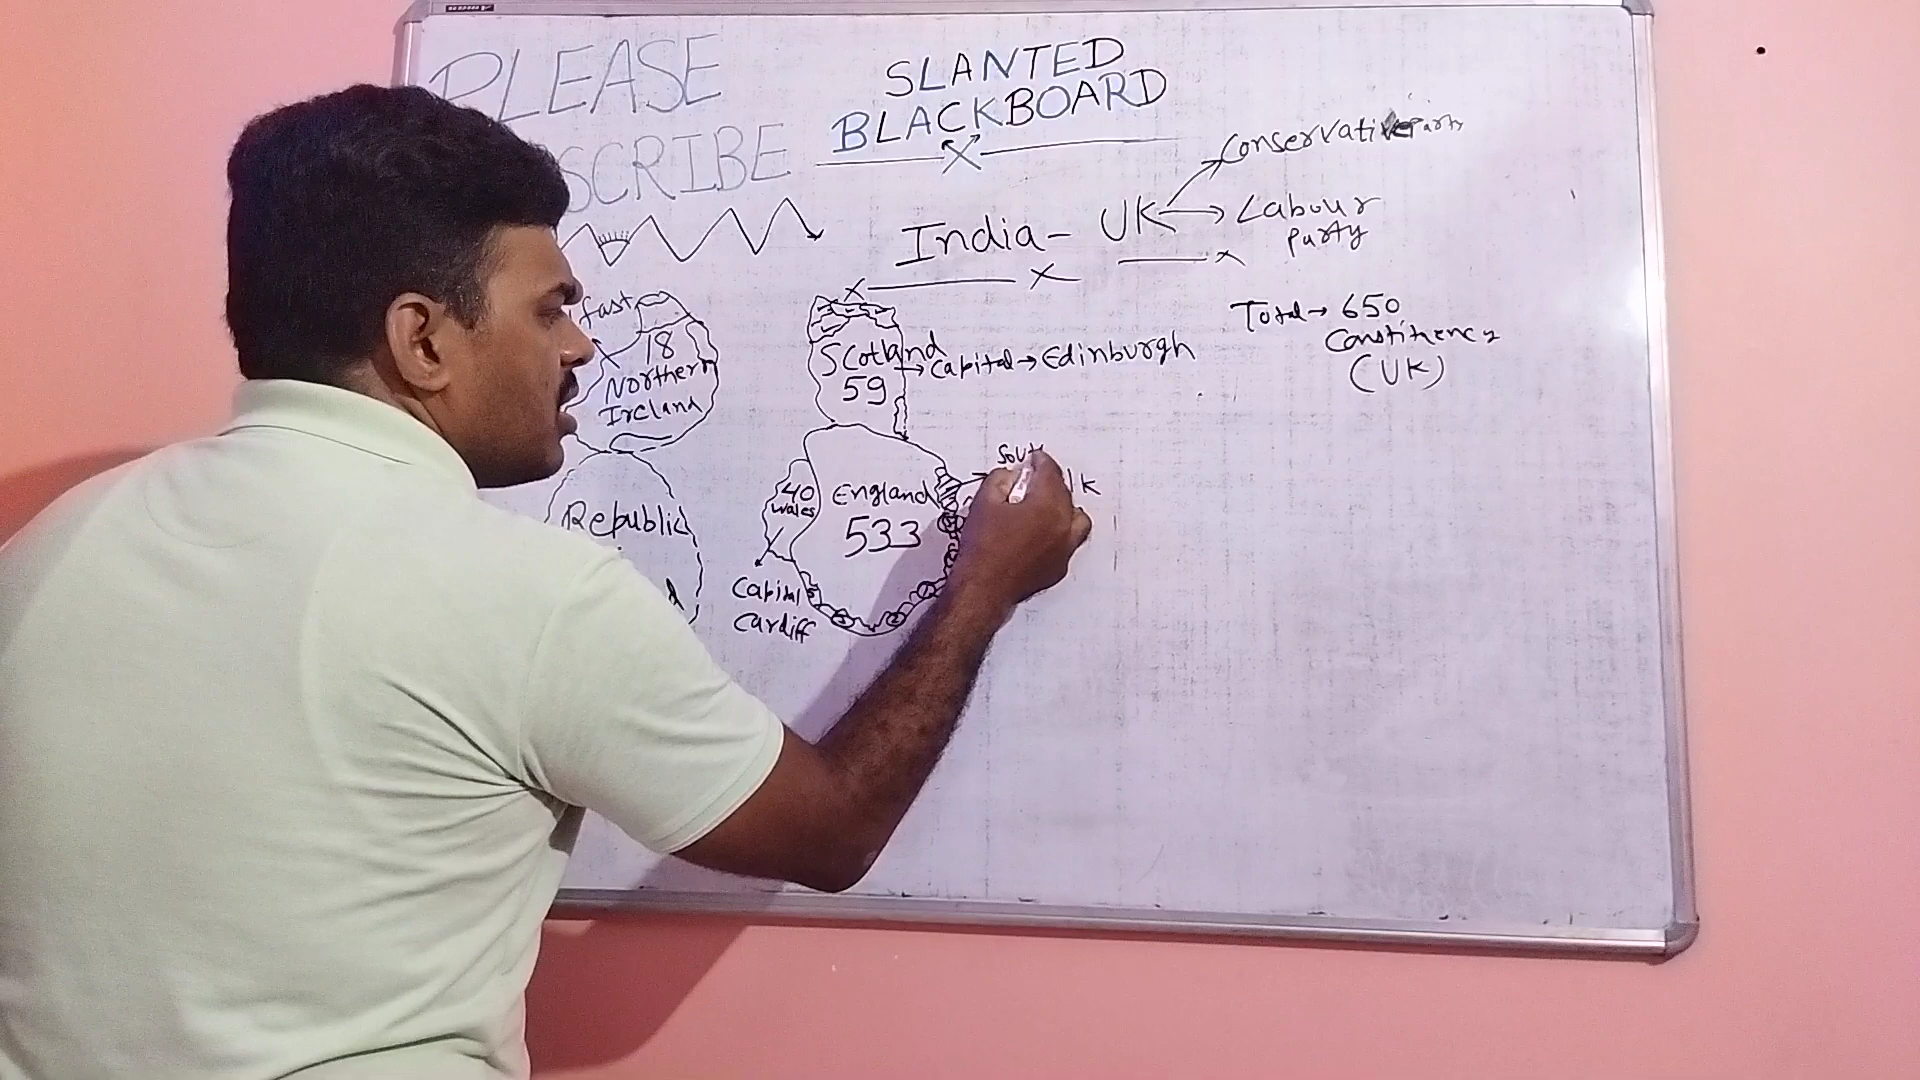 PLEASE
SCRIBE
SLANTED
BLACKBOARD
India - UK
Conservative Party
Labour
Party
Total → 650
Constituency
(UK)
fast
18
Northern
Ireland
Scotland
59
Capital → Edinburgh
England
533
40
Wales
Capital
Cardiff
Republic
Sout
lk